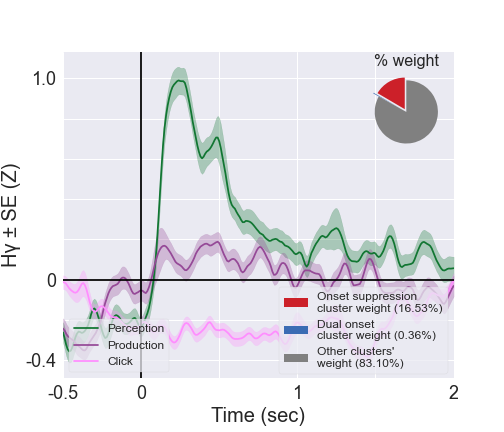 % weight
1.0
0
-0.4
Hγ ± SE (Z)
Perception
Production
Click
Onset suppression
cluster weight (16.53%)
Dual onset
cluster weight (0.36%)
Other clusters'
weight (83.10%)
-0.5
0
1
2
Time (sec)